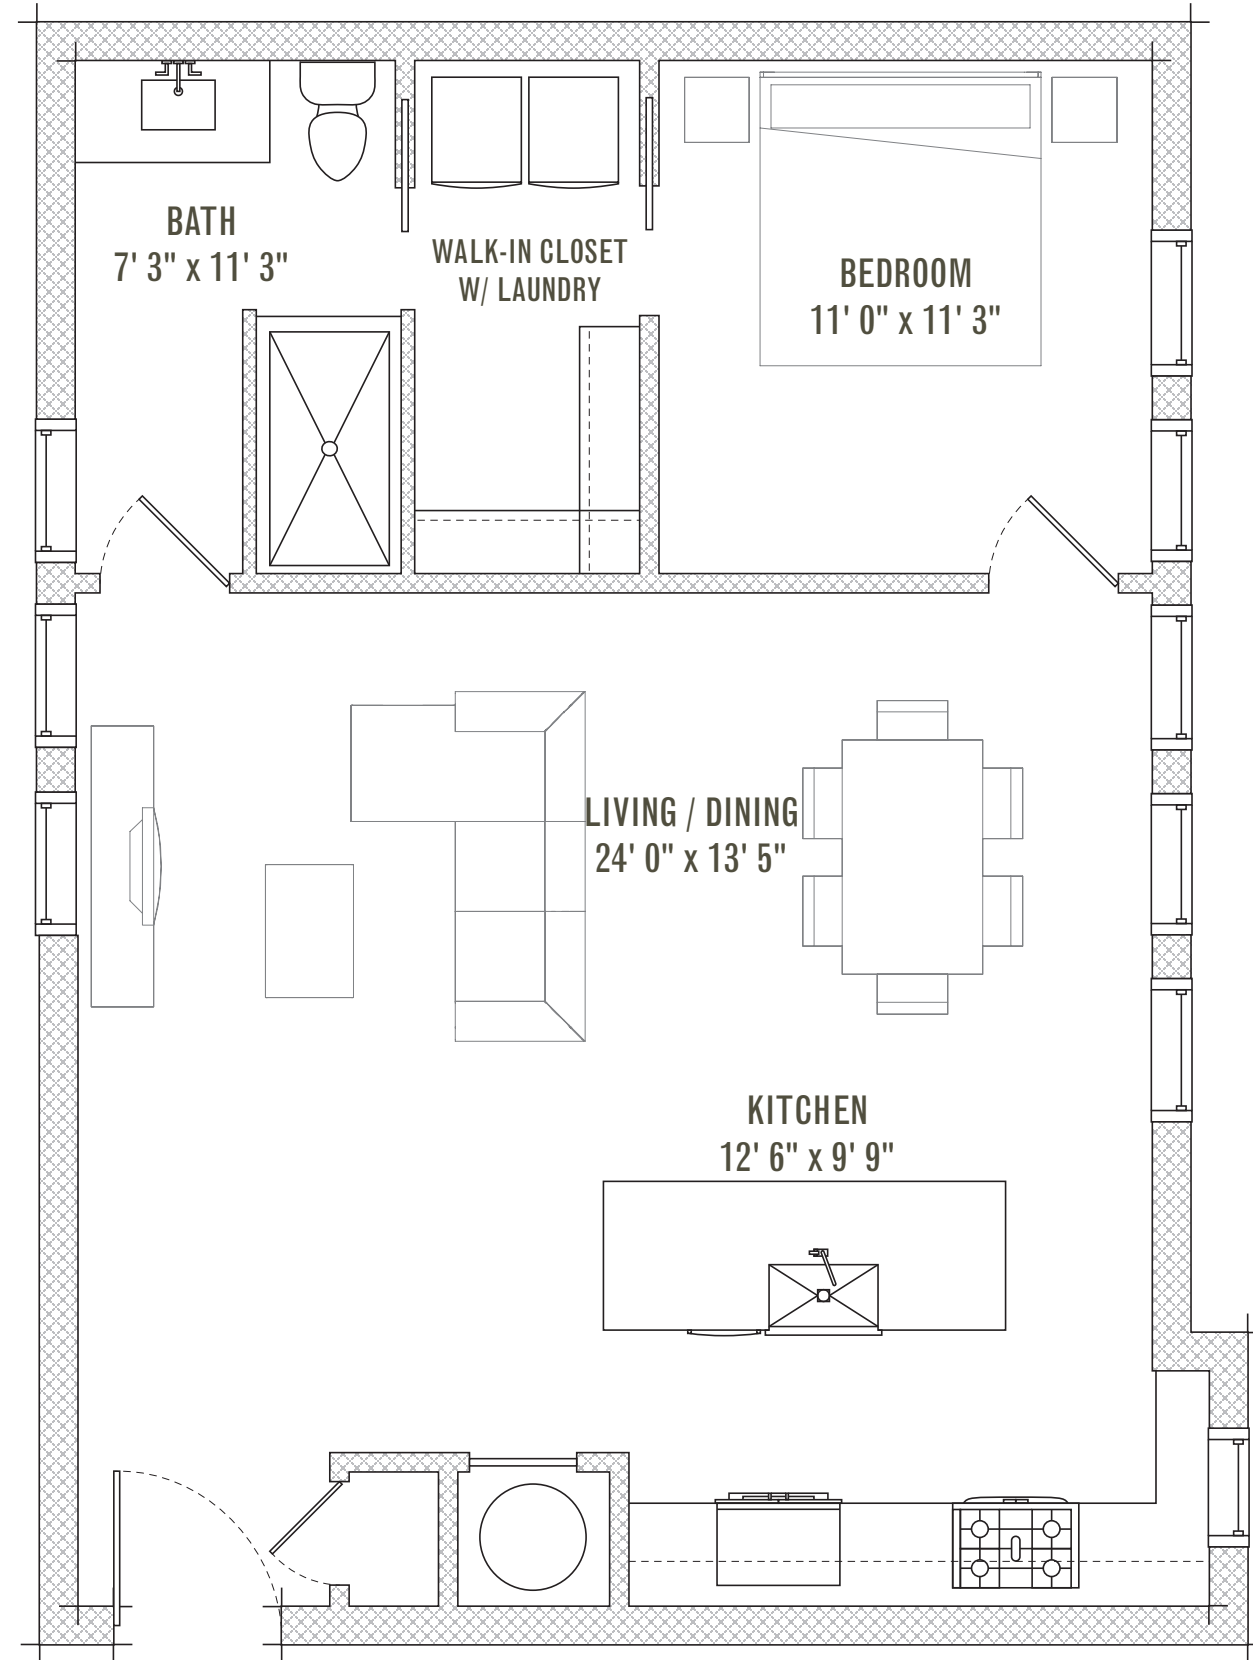 BATH
7' 3" x 11' 3"
WALK-IN CLOSET
W/ LAUNDRY
BEDROOM
11' 0" x 11' 3"
LIVING / DINING
24' 0" x 13' 5"
KITCHEN
12' 6" x 9' 9"